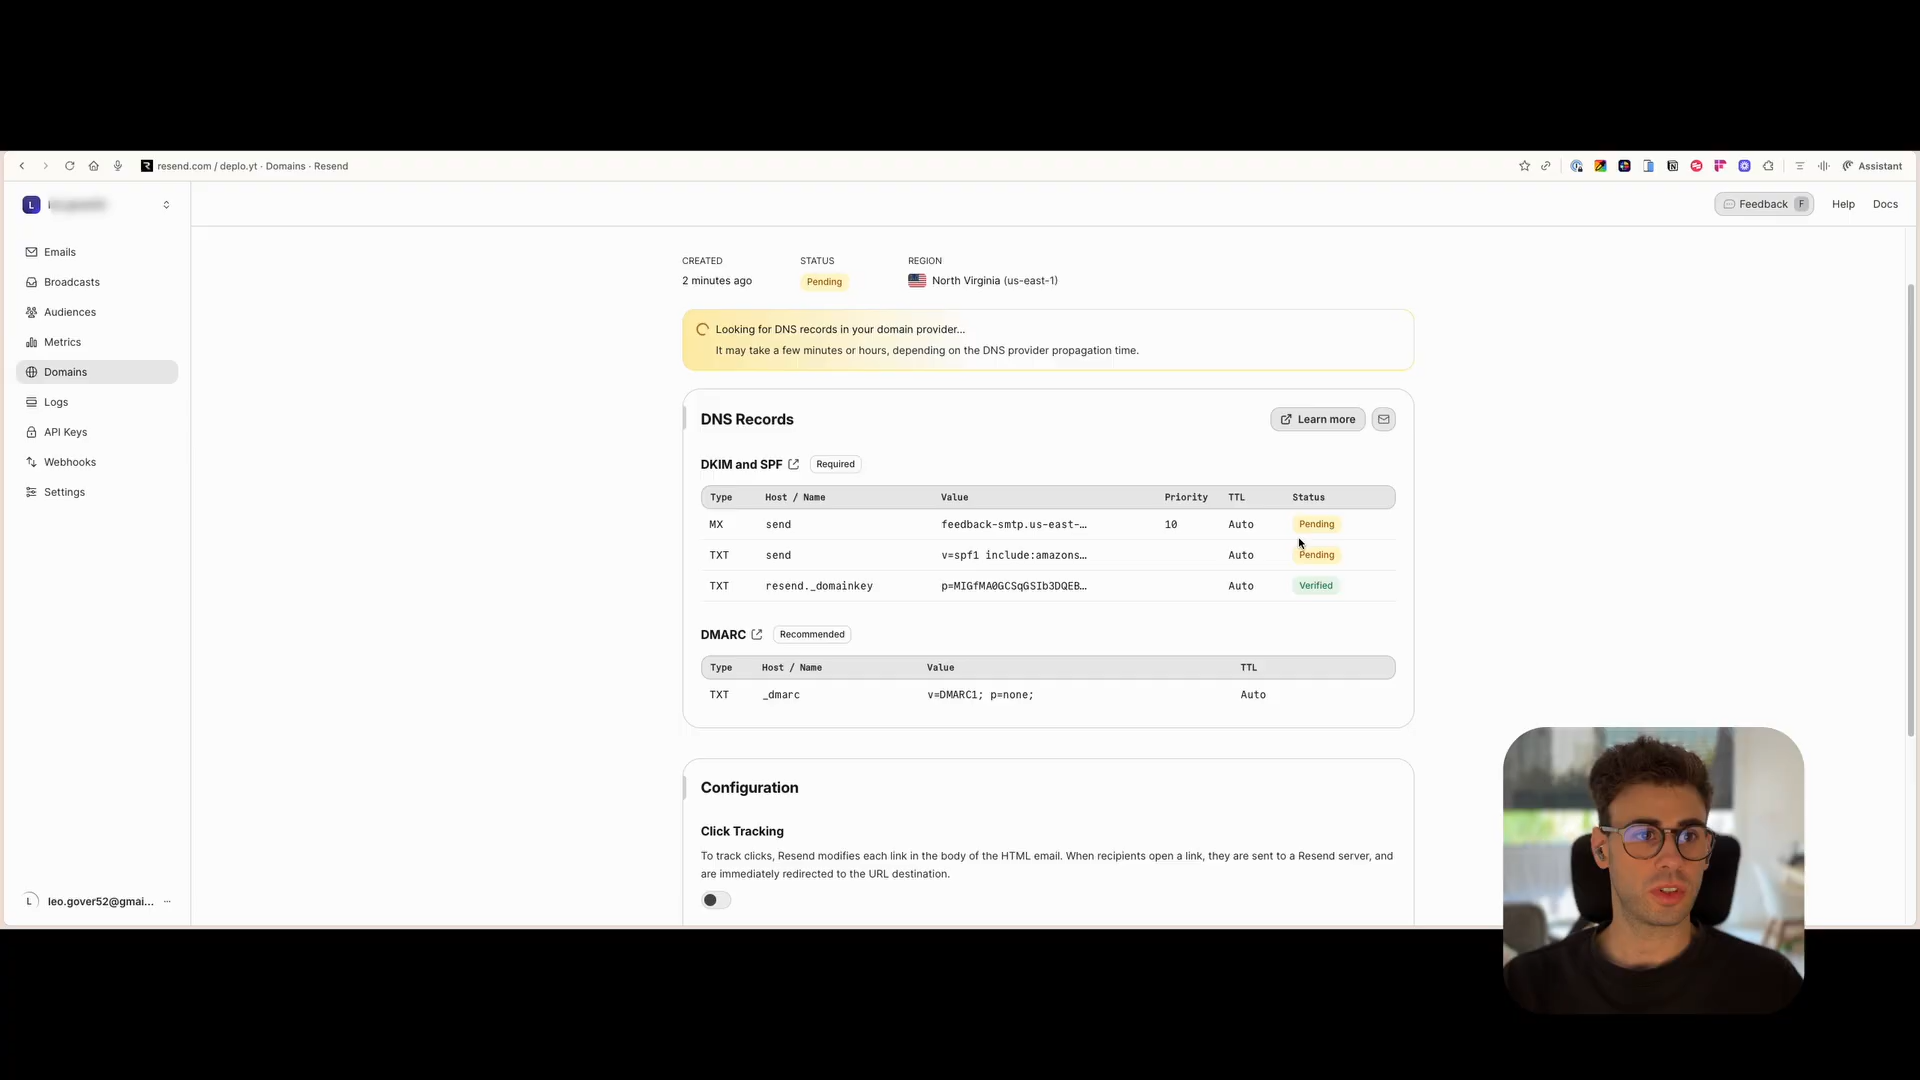 resend.com / deplo.yt · Domains · Resend
Assistant
L
Feedback F
Help
Docs
Emails
Broadcasts
Audiences
Metrics
Domains
Logs
API Keys
Webhooks
Settings
CREATED
STATUS
REGION
2 minutes ago
Pending
North Virginia (us-east-1)
Looking for DNS records in your domain provider...
It may take a few minutes or hours, depending on the DNS provider propagation time.
DNS Records
Learn more
DKIM and SPF
Required
Type Host / Name Value Priority TTL Status
MX send feedback-smtp.us-east-… 10 Auto Pending
TXT send v=spf1 include:amazons… Auto Pending
TXT resend._domainkey p=MIGfMA0GCSqGSIb3DQEB… Auto Verified
DMARC
Recommended
Type Host / Name Value TTL
TXT _dmarc v=DMARC1; p=none; Auto
Configuration
Click Tracking
To track clicks, Resend modifies each link in the body of the HTML email. When recipients open a link, they are sent to a Resend server, and
are immediately redirected to the URL destination.
L leo.gover52@gmai... ...